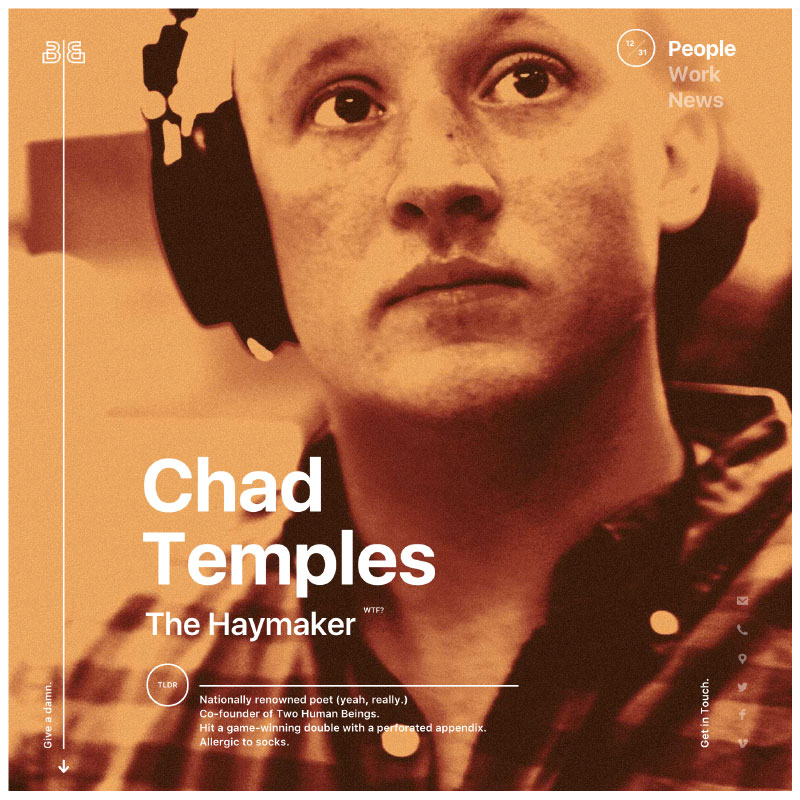 B B
12
31
People
Work
News
Chad
Temples
The Haymaker
WTF?
TLDR
Nationally renowned poet (yeah, really.)
Co-founder of Two Human Beings.
Hit a game-winning double with a perforated appendix.
Allergic to socks.
Give a damn.
Get in Touch.